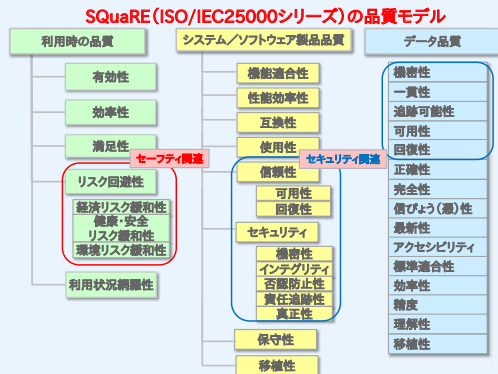 SQuaRE（ISO/IEC25000シリーズ）の品質モデル
利用時の品質
有効性
効率性
満足性
セーフティ関連
リスク回避性
経済リスク緩和性
健康・安全
リスク緩和性
環境リスク緩和性
利用状況網羅性
システム／ソフトウェア製品品質
機能適合性
性能効率性
互換性
使用性
セキュリティ関連
信頼性
可用性
回復性
セキュリティ
機密性
インテグリティ
否認防止性
責任追跡性
真正性
保守性
移植性
データ品質
機密性
一貫性
追跡可能性
可用性
回復性
正確性
完全性
信ぴょう（憑）性
最新性
アクセシビリティ
標準適合性
効率性
精度
理解性
移植性